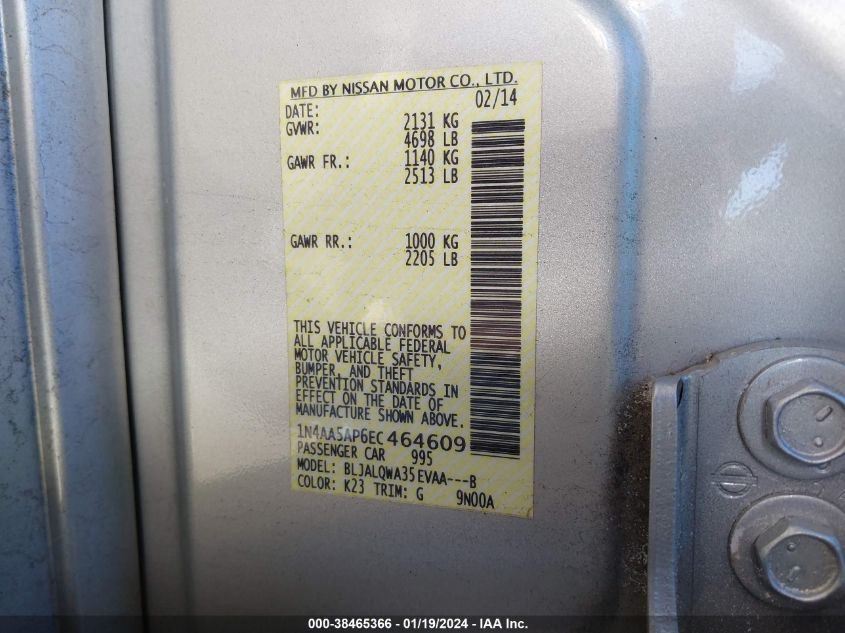 MFD BY NISSAN MOTOR CO., LTD.
DATE: 02/14
GVWR: 2131 KG
4698 LB
GAWR FR.: 1140 KG
2513 LB
GAWR RR.: 1000 KG
2205 LB
THIS VEHICLE CONFORMS TO
ALL APPLICABLE FEDERAL
MOTOR VEHICLE SAFETY,
BUMPER, AND THEFT
PREVENTION STANDARDS IN
EFFECT ON THE DATE OF
MANUFACTURE SHOWN ABOVE.
1N4AA5AP6EC464609
PASSENGER CAR 995
MODEL: BLJALQWA35EVAA---B
COLOR: K23 TRIM: G 9N00A
000-38465366 - 01/19/2024 - IAA Inc.